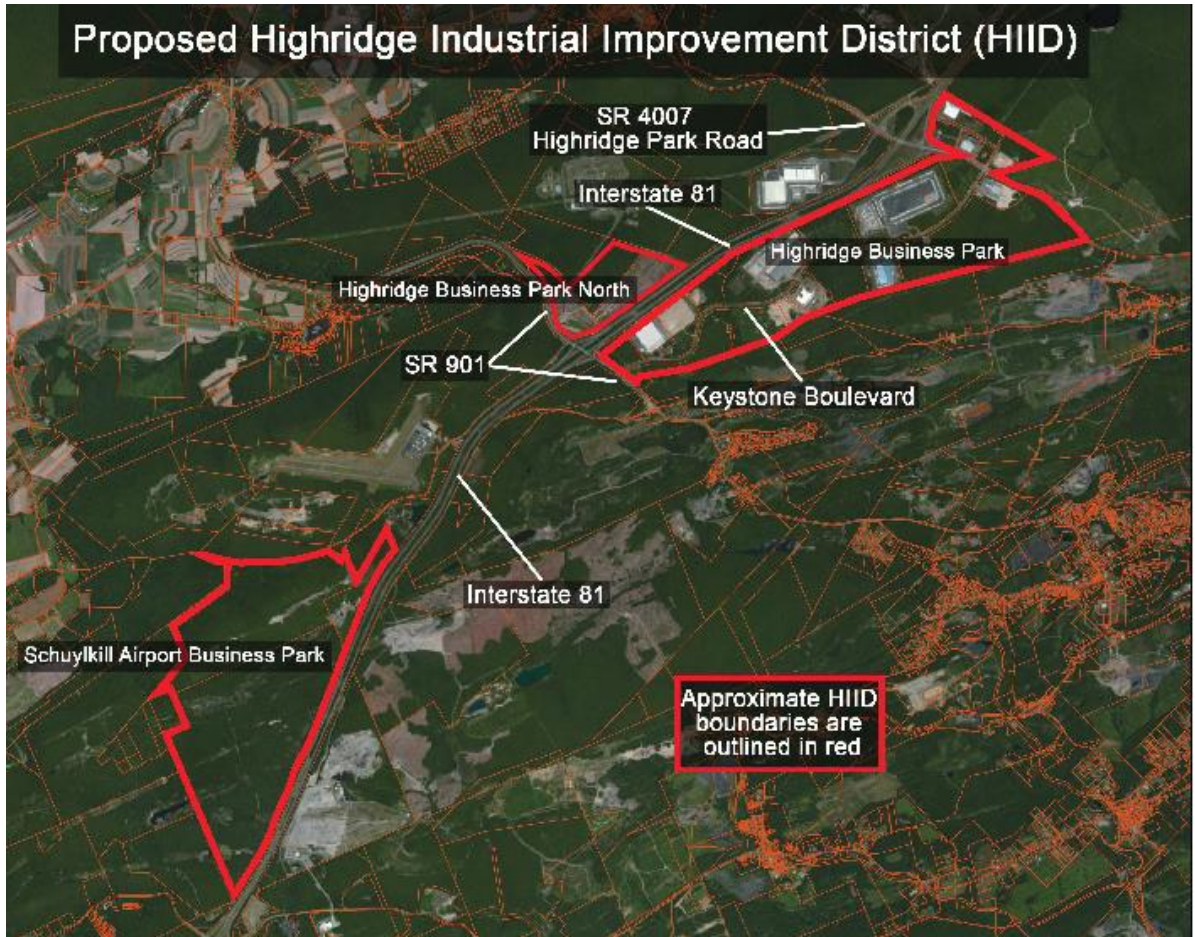 Proposed Highridge Industrial Improvement District (HIID)
SR 4007
Highridge Park Road
Interstate 81
Highridge Business Park
Highridge Business Park North
SR 901
Keystone Boulevard
Interstate 81
Schuylkill Airport Business Park
Approximate HIID
boundaries are
outlined in red